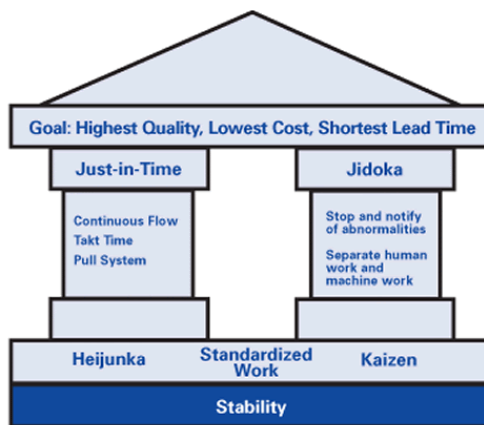 Goal: Highest Quality, Lowest Cost, Shortest Lead Time
Just-in-Time
Continuous Flow
Takt Time
Pull System
Jidoka
Stop and notify
of abnormalities
Separate human
work and
machine work
Heijunka
Standardized
Work
Kaizen
Stability